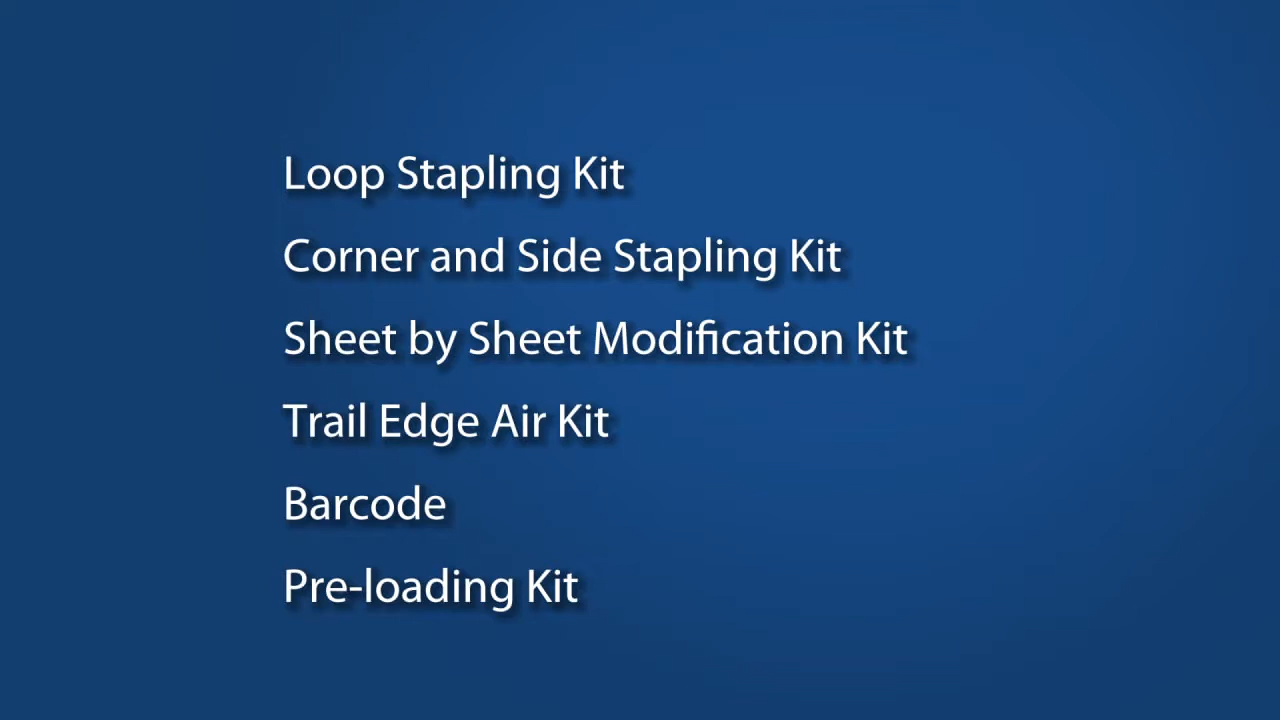 Loop Stapling Kit
Corner and Side Stapling Kit
Sheet by Sheet Modification Kit
Trail Edge Air Kit
Barcode
Pre-loading Kit